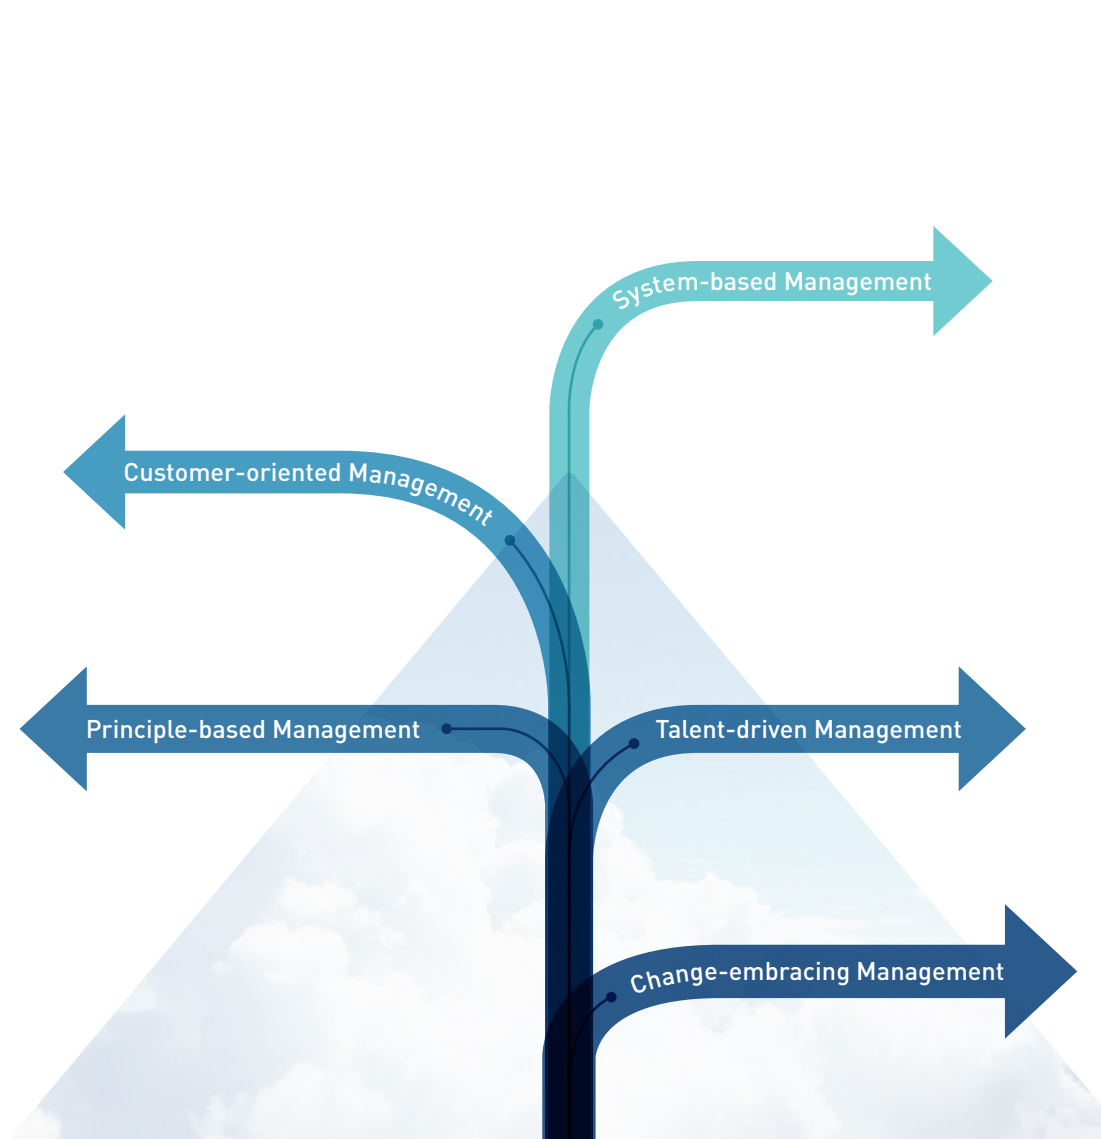 System-based Management
Customer-oriented Management
Principle-based Management
Talent-driven Management
Change-embracing Management